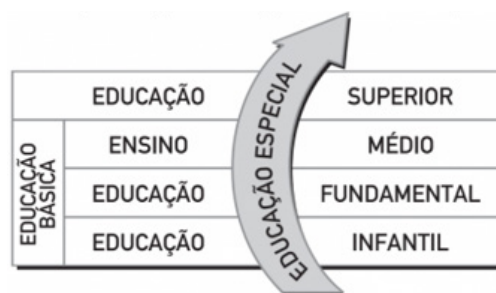 EDUCAÇÃO SUPERIOR
ENSINO MÉDIO
EDUCAÇÃO FUNDAMENTAL
EDUCAÇÃO INFANTIL
EDUCAÇÃO
BÁSICA
EDUCAÇÃO ESPECIAL